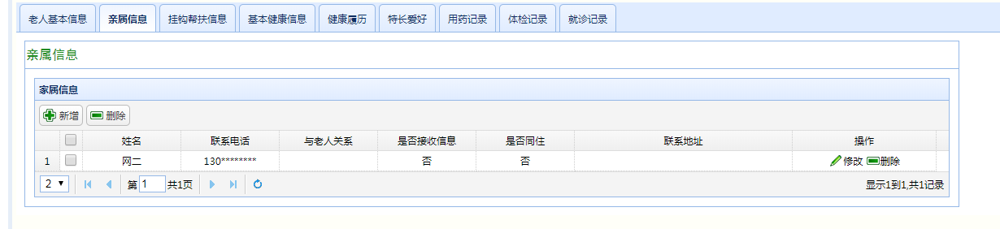 老人基本信息 亲属信息 挂钩帮扶信息 基本健康信息 健康履历 特长爱好 用药记录 体检记录 就诊记录
亲属信息
家属信息
新增 删除
姓名 联系电话 与老人关系 是否接收信息 是否同住 联系地址 操作
1 网二 130******** 否 否 修改 删除
2 第 1 共1页 显示1到1,共1记录